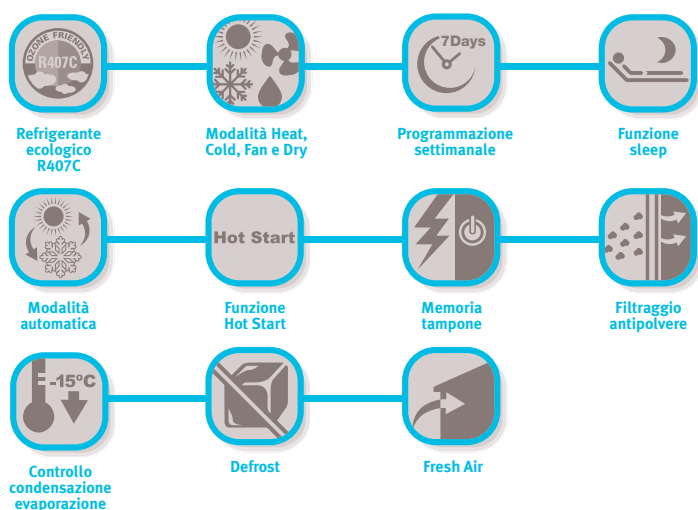 OZONE FRIENDLY
R407C
7Days
Refrigerante
ecologico
R407C
Modalità Heat,
Cold, Fan e Dry
Programmazione
settimanale
Funzione
sleep
Hot Start
Modalità
automatica
Funzione
Hot Start
Memoria
tampone
Filtraggio
antipolvere
-15°C
Controllo
condensazione
evaporazione
Defrost
Fresh Air